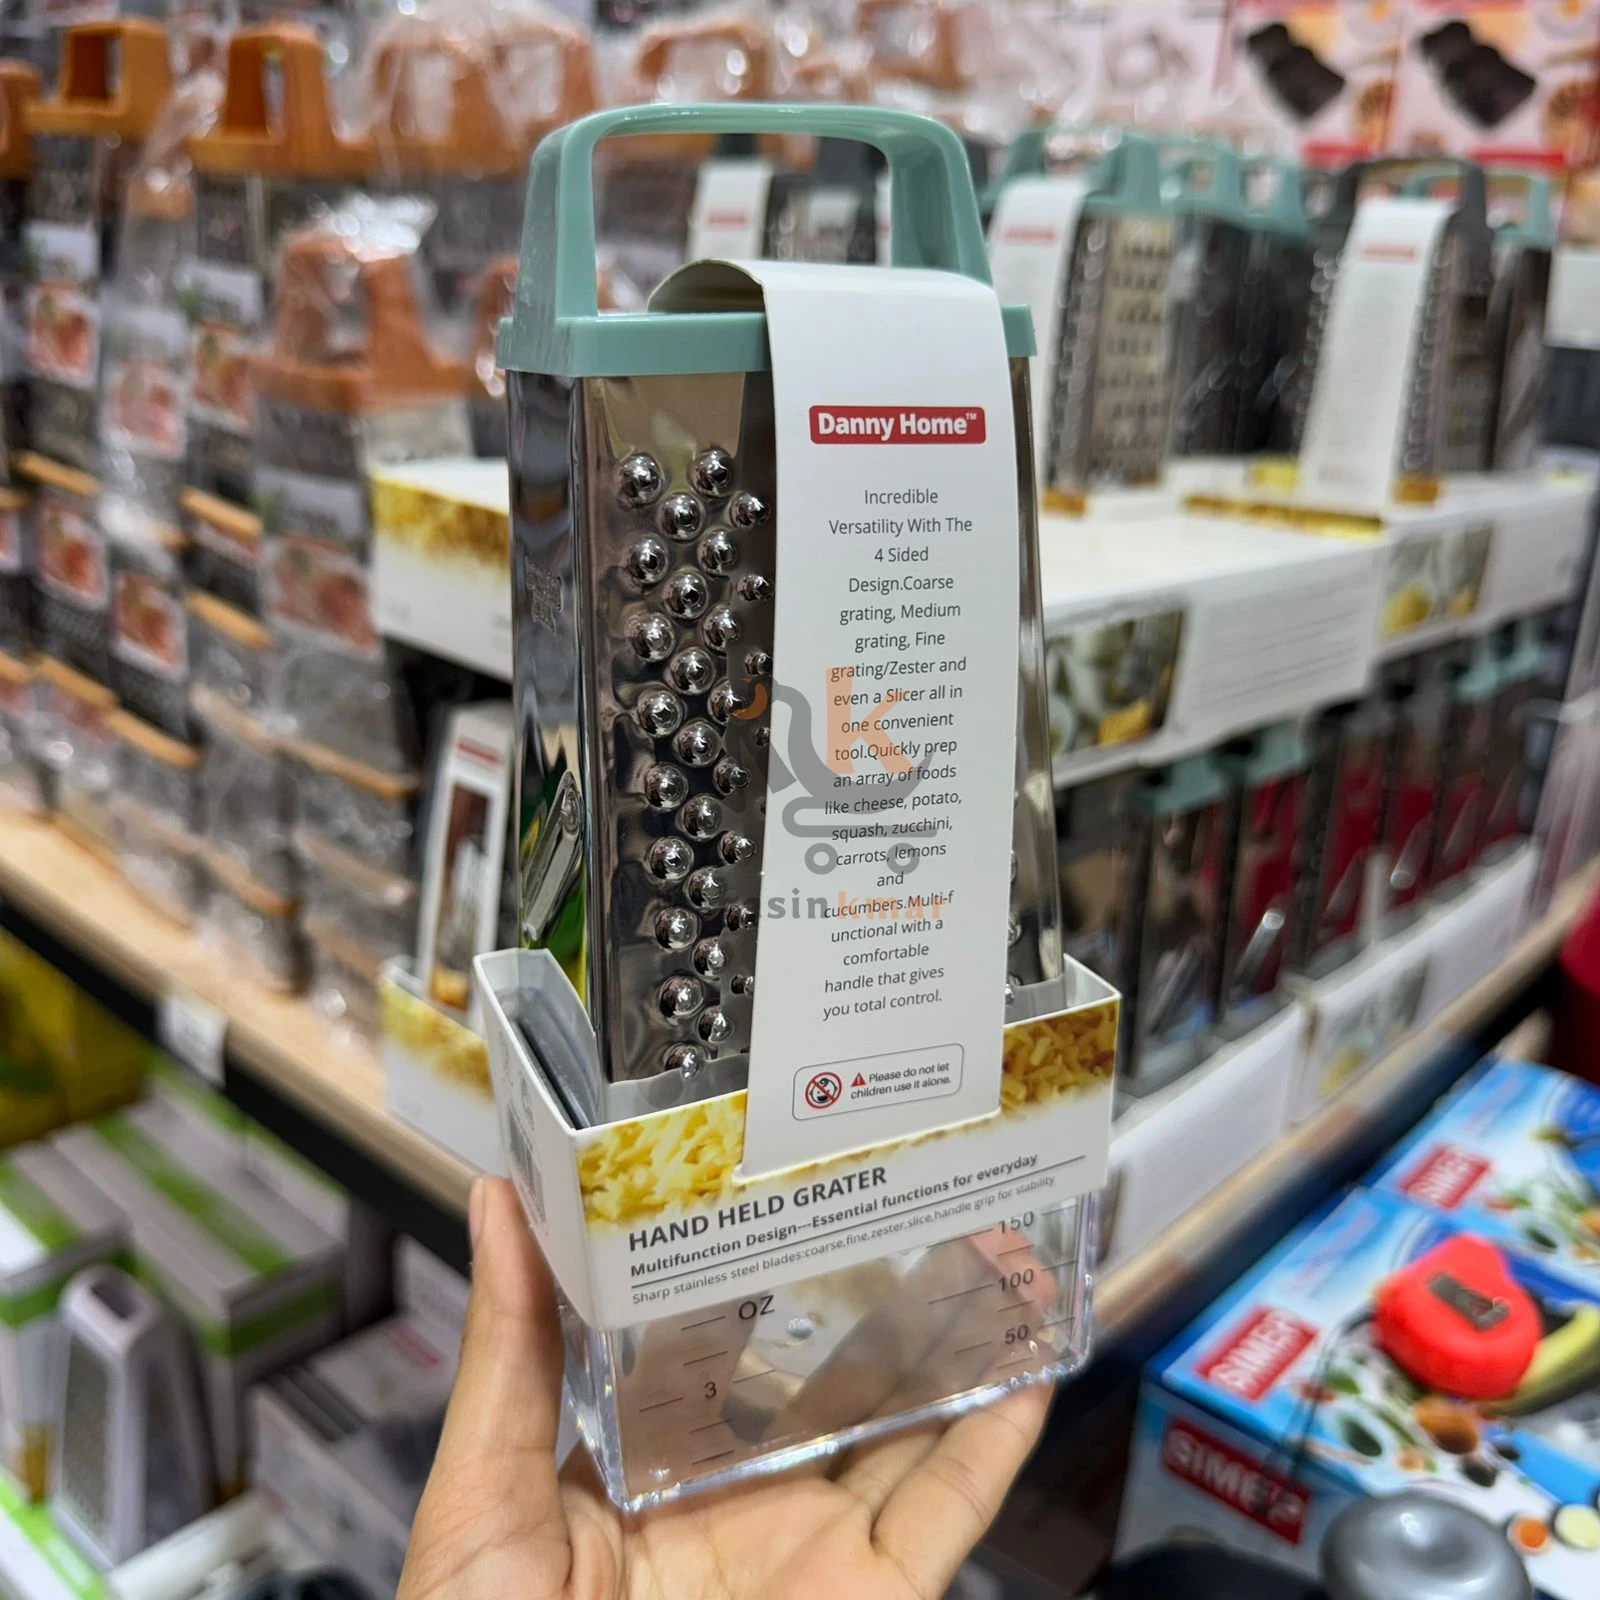 Danny Home™
Incredible
Versatility With The
4 Sided
Design.Coarse
grating, Medium
grating, Fine
grating/Zester and
even a Slicer all in
one convenient
tool.Quickly prep
an array of foods
like cheese, potato,
squash, zucchini,
carrots, lemons
and
cucumbers.Multi-f
unctional with a
comfortable
handle that gives
you total control.
Please do not let
children use it alone.
HAND HELD GRATER
Multifunction Design---Essential functions for everyday
Sharp stainless steel blades:coarse,fine,zester,slice,handle grip for stability
OZ
3
150
100
50
SIMER
SIMER